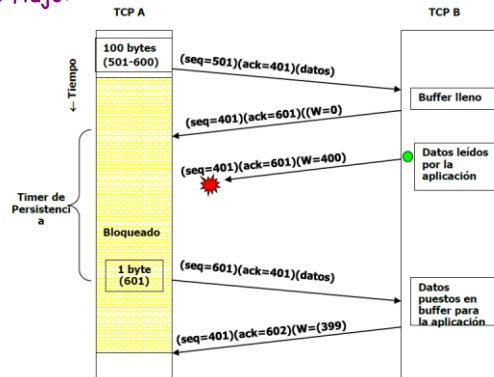 TCP A
TCP B
100 bytes
(501-600)
(seq=501)(ack=401)(datos)
← Tiempo
Buffer lleno
(seq=401)(ack=601)((W=0)
Datos leídos
por la
aplicación
(seq=401)(ack=601)(W=400)
Timer de
Persistenci
a
Bloqueado
1 byte
(601)
(seq=601)(ack=401)(datos)
Datos
puestos en
buffer para
la aplicación
(seq=401)(ack=602)(W=(399)